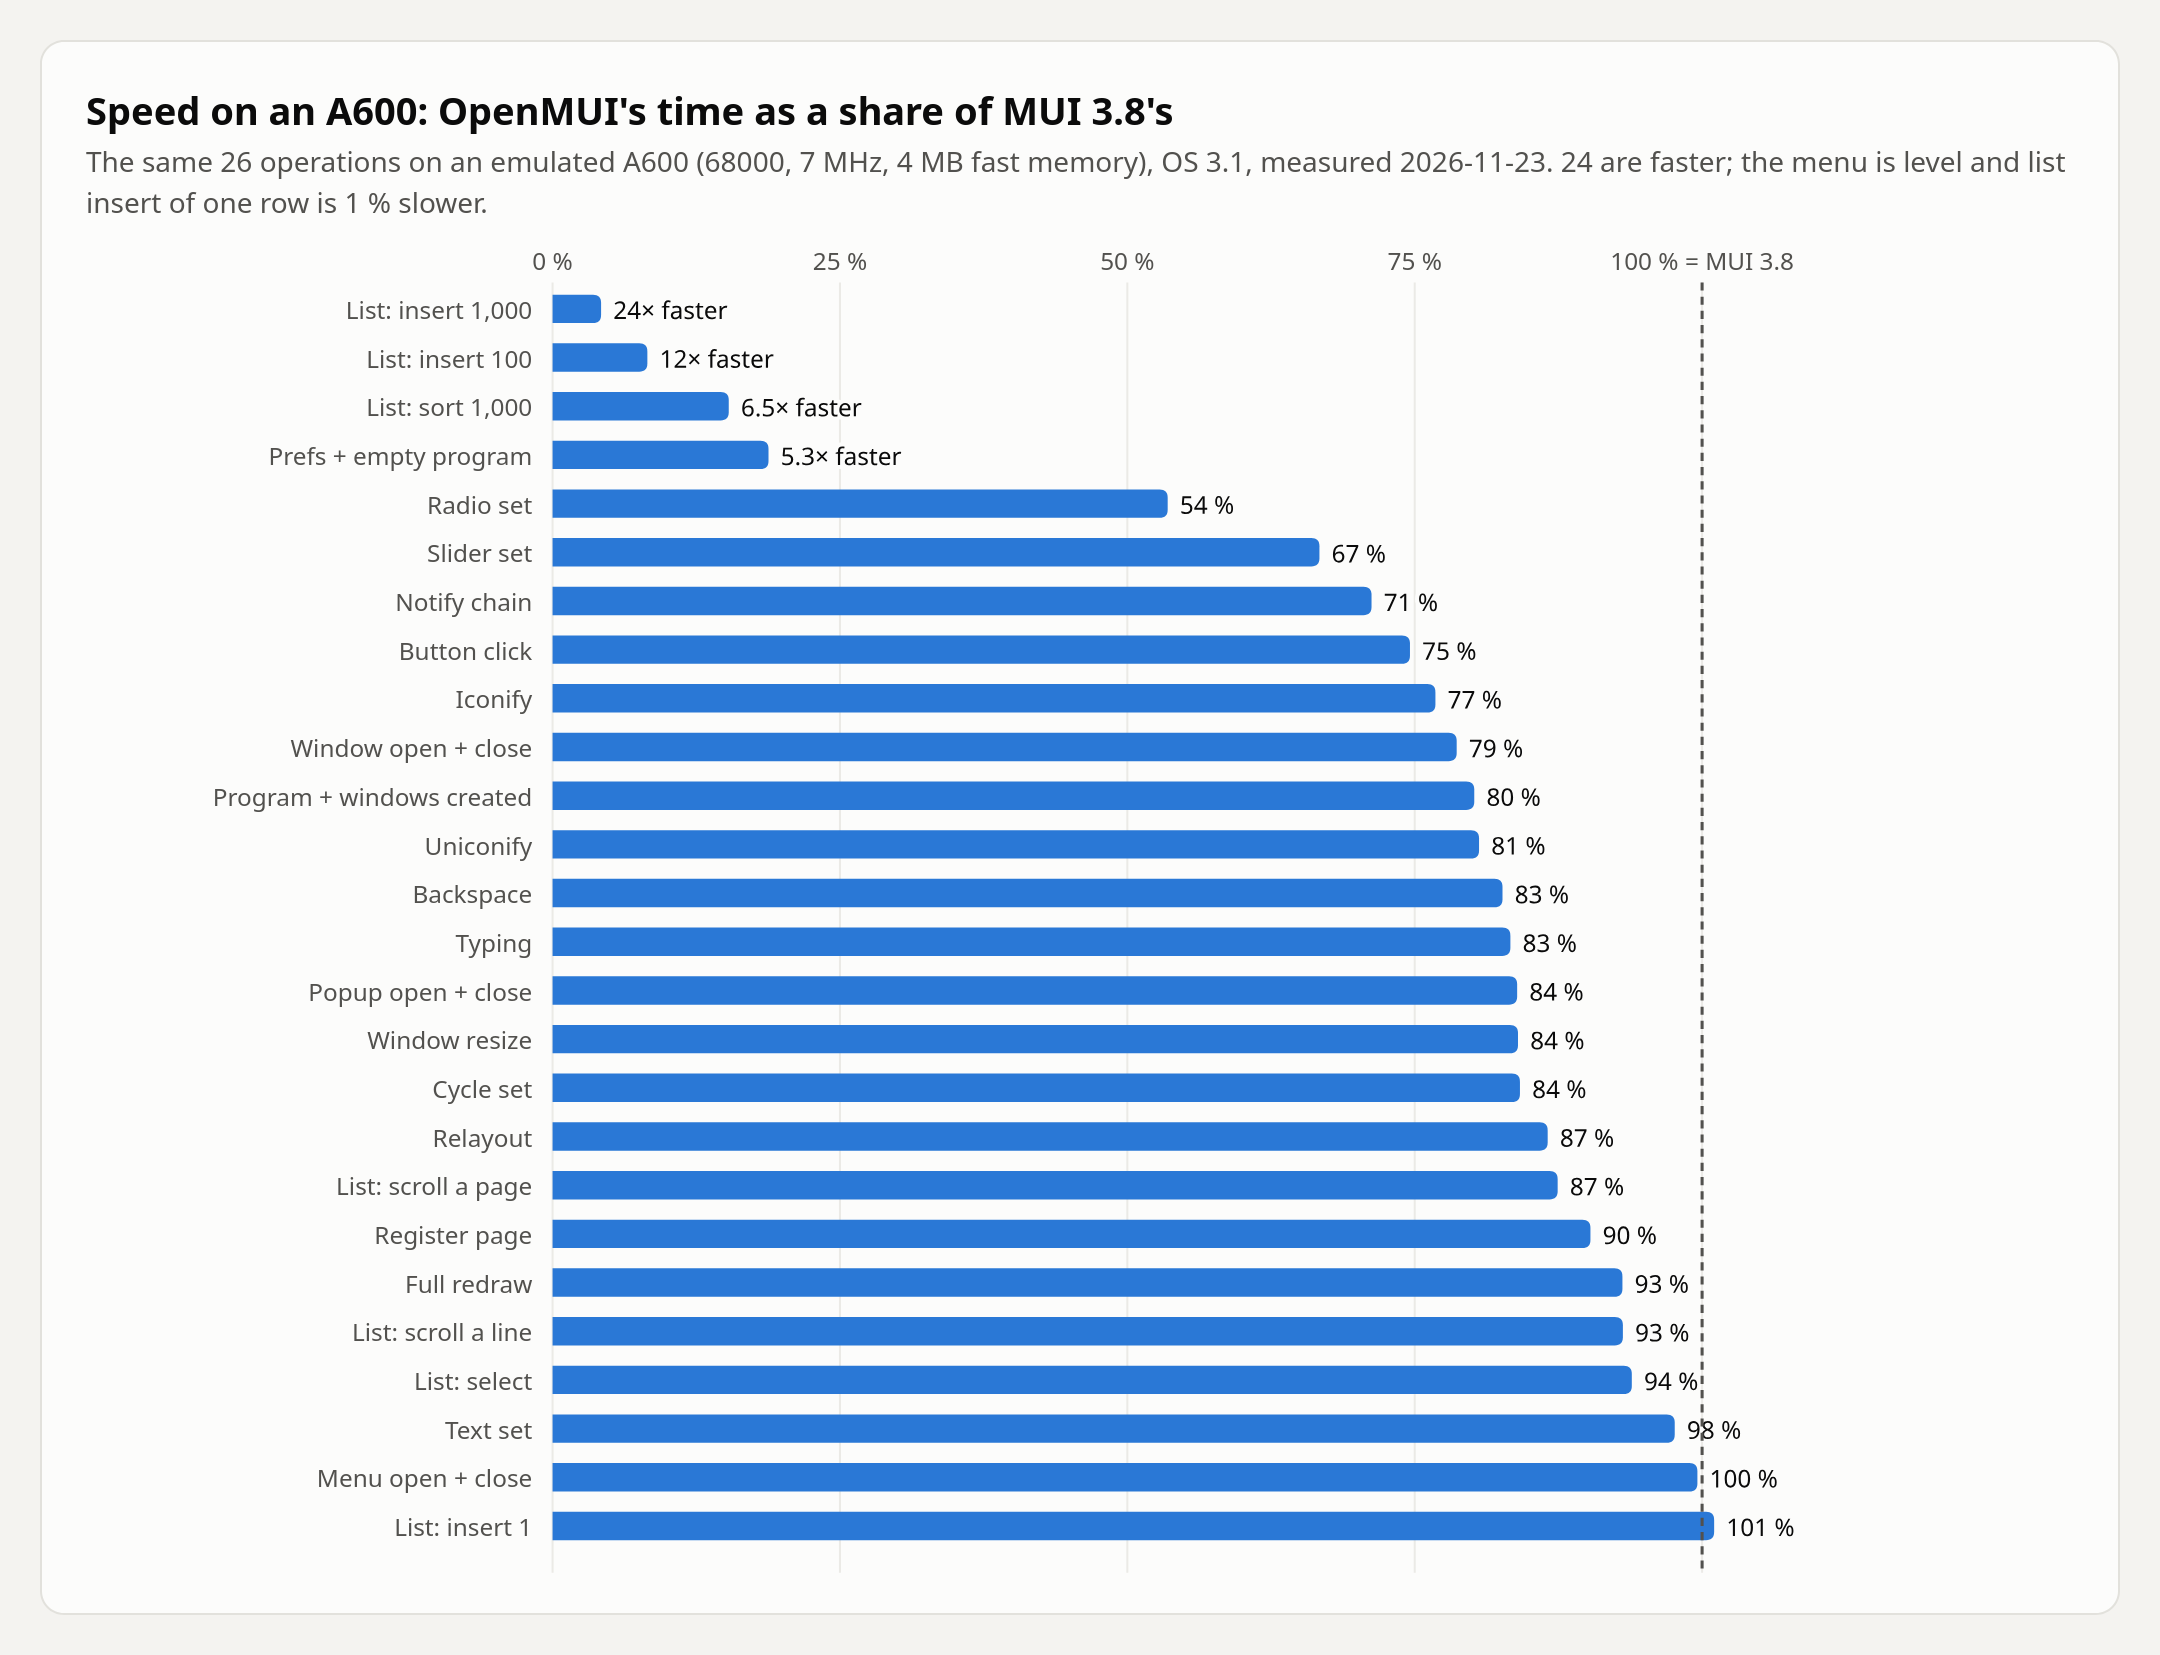 Speed on an A600: OpenMUI's time as a share of MUI 3.8's
The same 26 operations on an emulated A600 (68000, 7 MHz, 4 MB fast memory), OS 3.1, measured 2026-11-23. 24 are faster; the menu is level and list
insert of one row is 1 % slower.
0 % 25 % 50 % 75 % 100 % = MUI 3.8
List: insert 1,000 24× faster
List: insert 100 12× faster
List: sort 1,000 6.5× faster
Prefs + empty program 5.3× faster
Radio set 54 %
Slider set 67 %
Notify chain 71 %
Button click 75 %
Iconify 77 %
Window open + close 79 %
Program + windows created 80 %
Uniconify 81 %
Backspace 83 %
Typing 83 %
Popup open + close 84 %
Window resize 84 %
Cycle set 84 %
Relayout 87 %
List: scroll a page 87 %
Register page 90 %
Full redraw 93 %
List: scroll a line 93 %
List: select 94 %
Text set 98 %
Menu open + close 100 %
List: insert 1 101 %